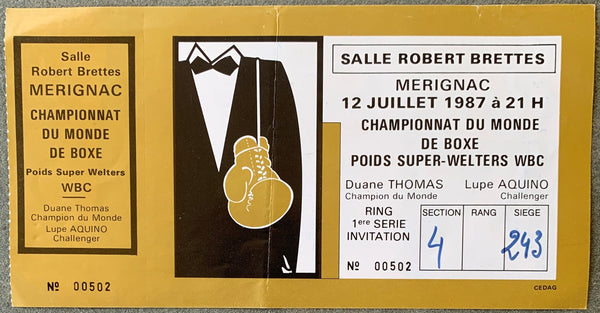 Salle
Robert Brettes
MERIGNAC
CHAMPIONNAT
DU MONDE
DE BOXE
Poids Super Welters
WBC
Duane THOMAS
Champion du Monde
Lupe AQUINO
Challenger
Nº 00502
SALLE ROBERT BRETTES
MERIGNAC
12 JUILLET 1987 à 21 H
CHAMPIONNAT DU MONDE
DE BOXE
POIDS SUPER-WELTERS WBC
Duane THOMAS Lupe AQUINO
Champion du Monde Challenger
RING SECTION RANG SIEGE
1ere SERIE
INVITATION 4 243
Nº 00502
CEDAG